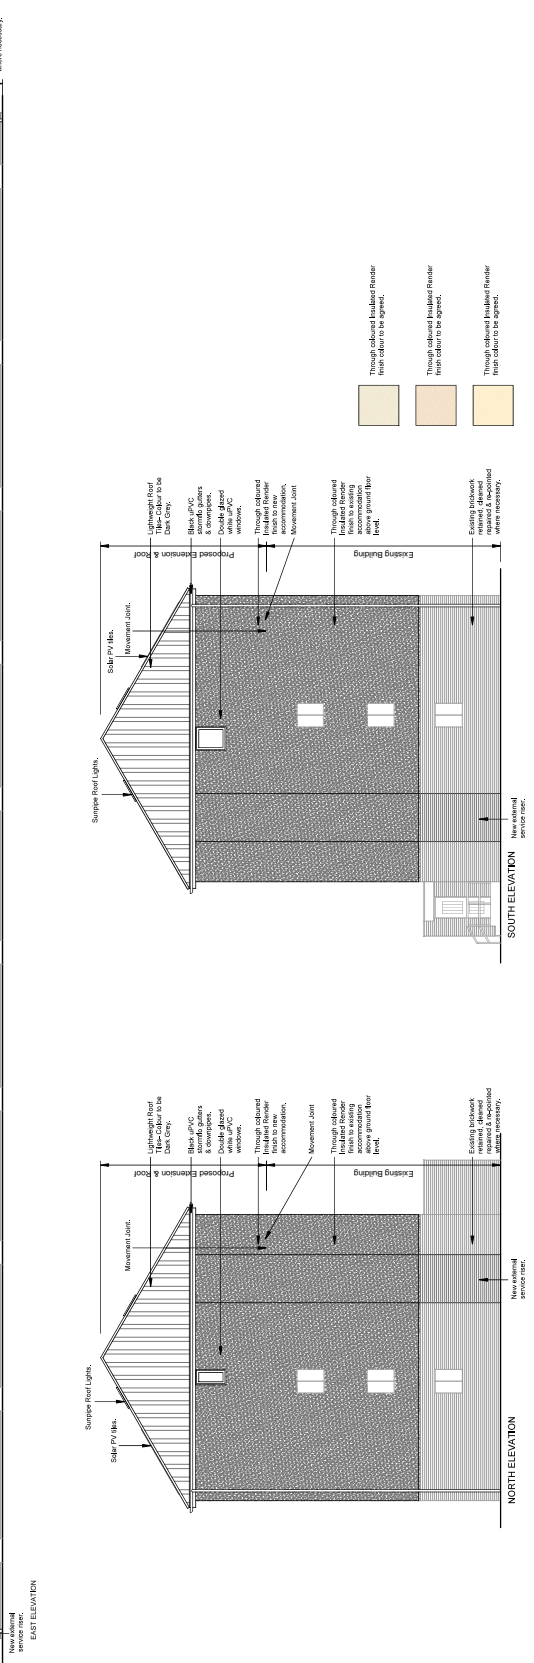 where necessary.
New external
service riser.
EAST ELEVATION
Sunpipe Roof Lights.
Solar PV tiles.
Movement Joint.
Lightweight Roof
Tiles- Colour to be
Dark Grey.
Black uPVC
stormflo gutters
& downpipes.
Double glazed
white uPVC
windows.
Through coloured
Insulated Render
finish to new
accommodation.
Movement Joint
Through coloured
Insulated Render
finish to existing
accommodation
above ground floor
level.
Existing brickwork
retained, cleaned
repaired & re-pointed
where necessary.
Proposed Extension & Roof
Existing Building
New external
service riser.
NORTH ELEVATION
Sunpipe Roof Lights.
Solar PV tiles.
Movement Joint.
Lightweight Roof
Tiles- Colour to be
Dark Grey.
Black uPVC
stormflo gutters
& downpipes.
Double glazed
white uPVC
windows.
Through coloured
Insulated Render
finish to new
accommodation.
Movement Joint
Through coloured
Insulated Render
finish to existing
accommodation
above ground floor
level.
Existing brickwork
retained, cleaned
repaired & re-pointed
where necessary.
Proposed Extension & Roof
Existing Building
New external
service riser.
SOUTH ELEVATION
Through coloured Insulated Render
finish colour to be agreed.
Through coloured Insulated Render
finish colour to be agreed.
Through coloured Insulated Render
finish colour to be agreed.